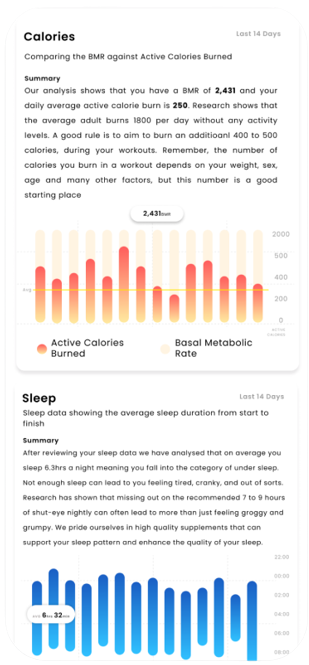 Calories
Last 14 Days
Comparing the BMR against Active Calories Burned
Summary
Our analysis shows that you have a BMR of 2,431 and your
daily average active calorie burn is 250. Research shows that
the average adult burns 1800 per day without any activity
levels. A good rule is to aim to burn an additioanl 400 to 500
calories, during your workouts. Remember, the number of
calories you burn in a workout depends on your weight, sex,
age and many other factors, but this number is a good
starting place
2,431
2000
500
400
Avg
200
0
ACTIVE
CALORIES
Active Calories
Burned
Basal Metabolic
Rate
Sleep
Last 14 Days
Sleep data showing the average sleep duration from start to
finish
Summary
After reviewing your sleep data we have analysed that on average you
sleep 6.3hrs a night meaning you fall into the category of under sleep.
Not enough sleep can lead to you feeling tired, cranky, and out of sorts.
Research has shown that missing out on the recommended 7 to 9 hours
of shut-eye nightly can often lead to more than just feeling groggy and
grumpy. We pride ourselves in high quality supplements that can
support your sleep pattern and enhance the quality of your sleep.
22:00
00:00
02:00
AVG 6hrs 32min
04:00
06:00
08:00